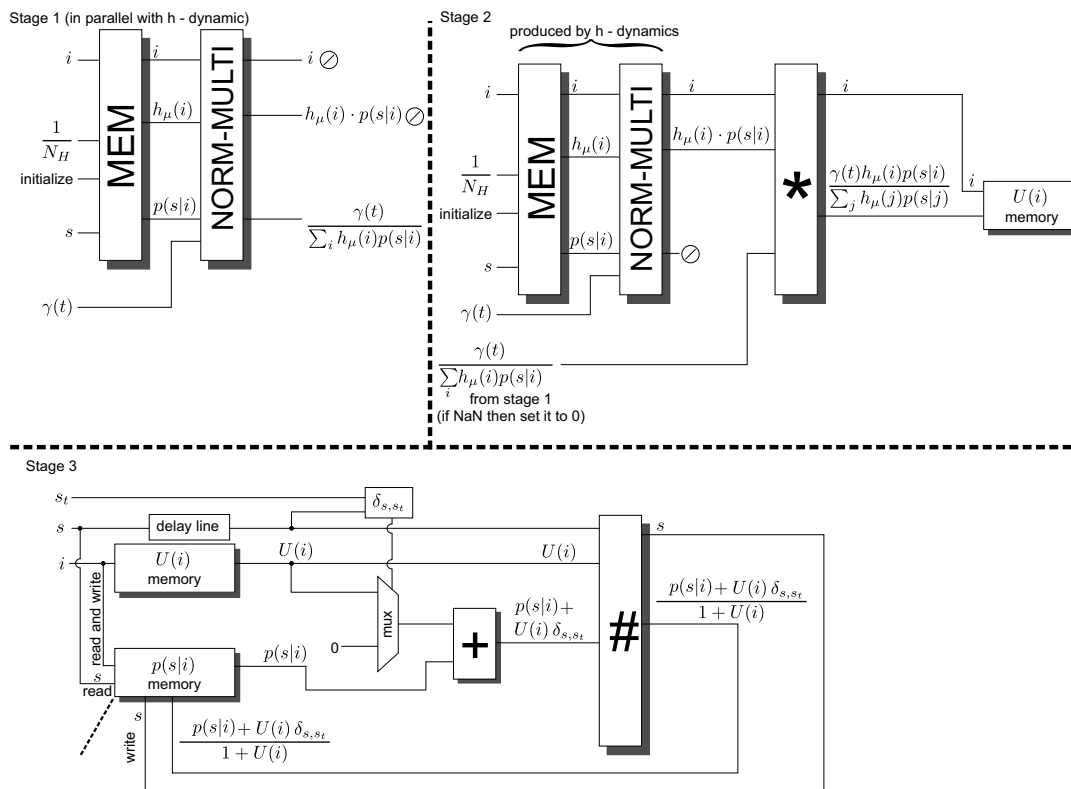 Stage 1 (in parallel with h - dynamic)
i
1/N_H
initialize
s
γ(t)
MEM
i
h_μ(i)
p(s|i)
NORM-MULTI
i ⊘
h_μ(i) · p(s|i) ⊘
γ(t) / ∑_i h_μ(i)p(s|i)
Stage 2
produced by h - dynamics
i
1/N_H
initialize
s
γ(t)
MEM
i
h_μ(i)
p(s|i)
NORM-MULTI
i
h_μ(i) · p(s|i)
⊘
γ(t) / ∑_i h_μ(i)p(s|i)
from stage 1
(if NaN then set it to 0)
*
i
γ(t)h_μ(i)p(s|i) / ∑_j h_μ(j)p(s|j)
i
U(i)
memory
Stage 3
s_t
δ_{s,s_t}
s
delay line
i
U(i)
memory
U(i)
U(i)
read and write
mux
0
p(s|i)
memory
p(s|i)
s
read
+
p(s|i)+
U(i) δ_{s,s_t}
#
s
p(s|i) + U(i) δ_{s,s_t} / 1 + U(i)
s
write
p(s|i) + U(i) δ_{s,s_t} / 1 + U(i)